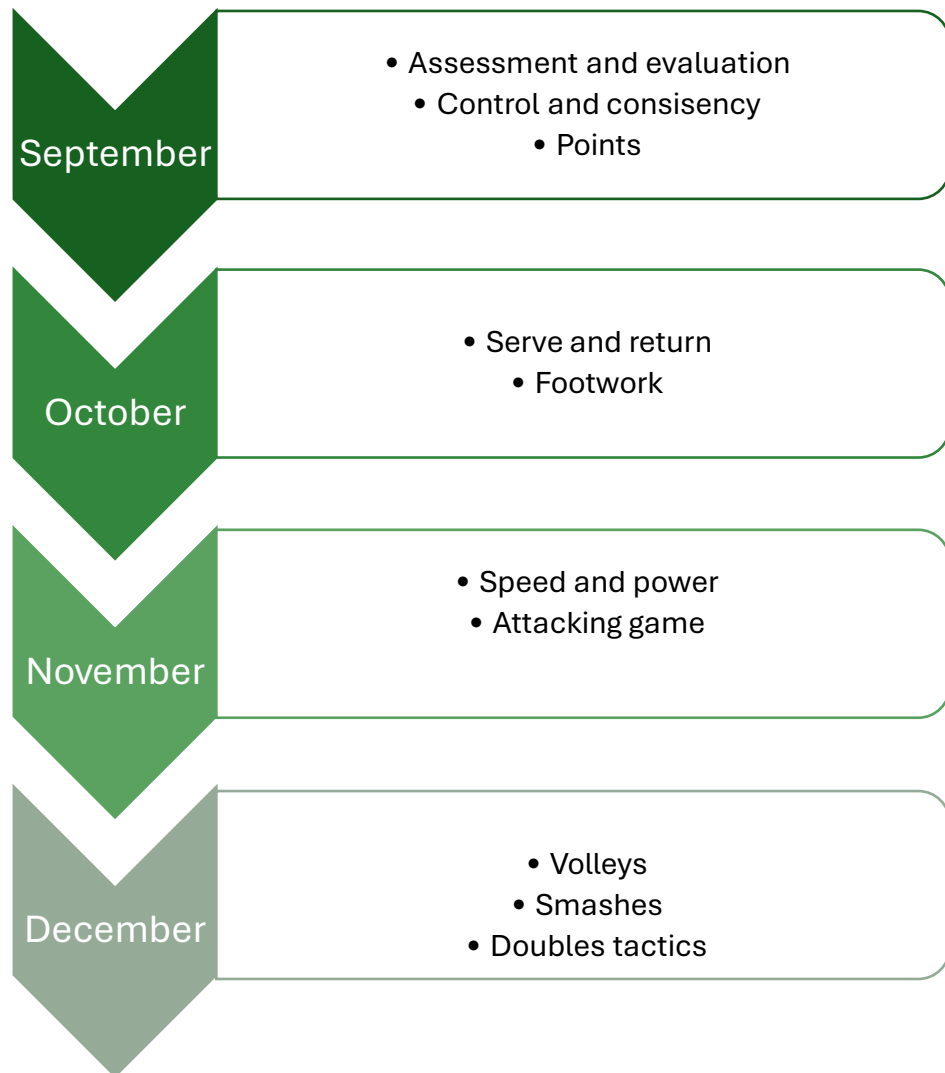 September
• Assessment and evaluation
• Control and consisency
• Points
October
• Serve and return
• Footwork
November
• Speed and power
• Attacking game
December
• Volleys
• Smashes
• Doubles tactics